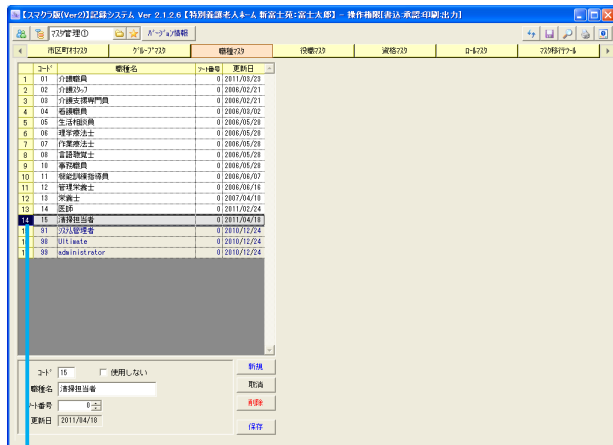 【スマクラ版(Ver2)】記録システム Ver 2.1.2.6 【特別養護老人ホーム 新富士苑:富士太郎】 - 操作権限[書込:承認:印刷:出力]
マスタ管理① バージョン情報
市区町村マスタ グループマスタ 職種マスタ 役職マスタ 資格マスタ ロールマスタ マスタ移行ツール
コード 職種名 ソート番号 更新日
1 01 介護職員 0 2011/03/23
2 02 介護スタッフ 0 2006/02/21
3 03 介護支援専門員 0 2006/02/21
4 04 看護職員 0 2006/03/02
5 05 生活相談員 0 2006/05/28
6 06 理学療法士 0 2006/05/28
7 07 作業療法士 0 2006/05/28
8 08 言語聴覚士 0 2006/05/28
9 10 事務職員 0 2006/05/28
10 11 機能訓練指導員 0 2006/06/07
11 12 管理栄養士 0 2006/06/16
12 13 栄養士 0 2007/04/10
13 14 医師 0 2011/02/24
14 15 清掃担当者 0 2011/04/18
1 91 システム管理者 0 2010/12/24
1 98 Ultimate 0 2010/12/24
1 99 administrator 0 2010/12/24
コード 15 使用しない 新規
職種名 清掃担当者 取消
ソート番号 0 削除
更新日 2011/04/18 保存